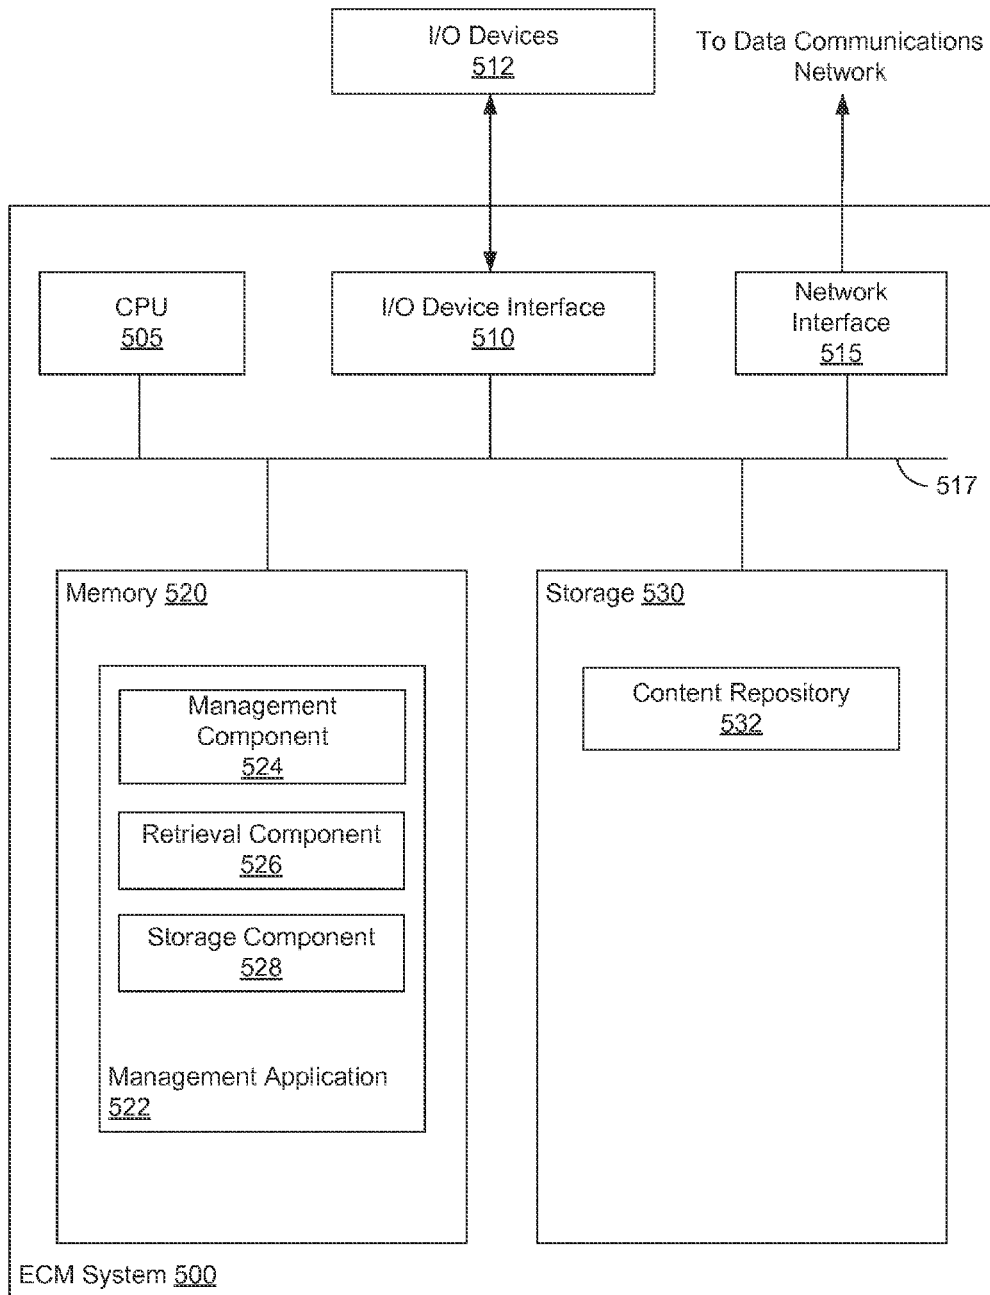 I/O Devices
512
To Data Communications
Network
CPU
505
I/O Device Interface
510
Network
Interface
515
517
Memory 520
Management
Component
524
Retrieval Component
526
Storage Component
528
Management Application
522
Storage 530
Content Repository
532
ECM System 500